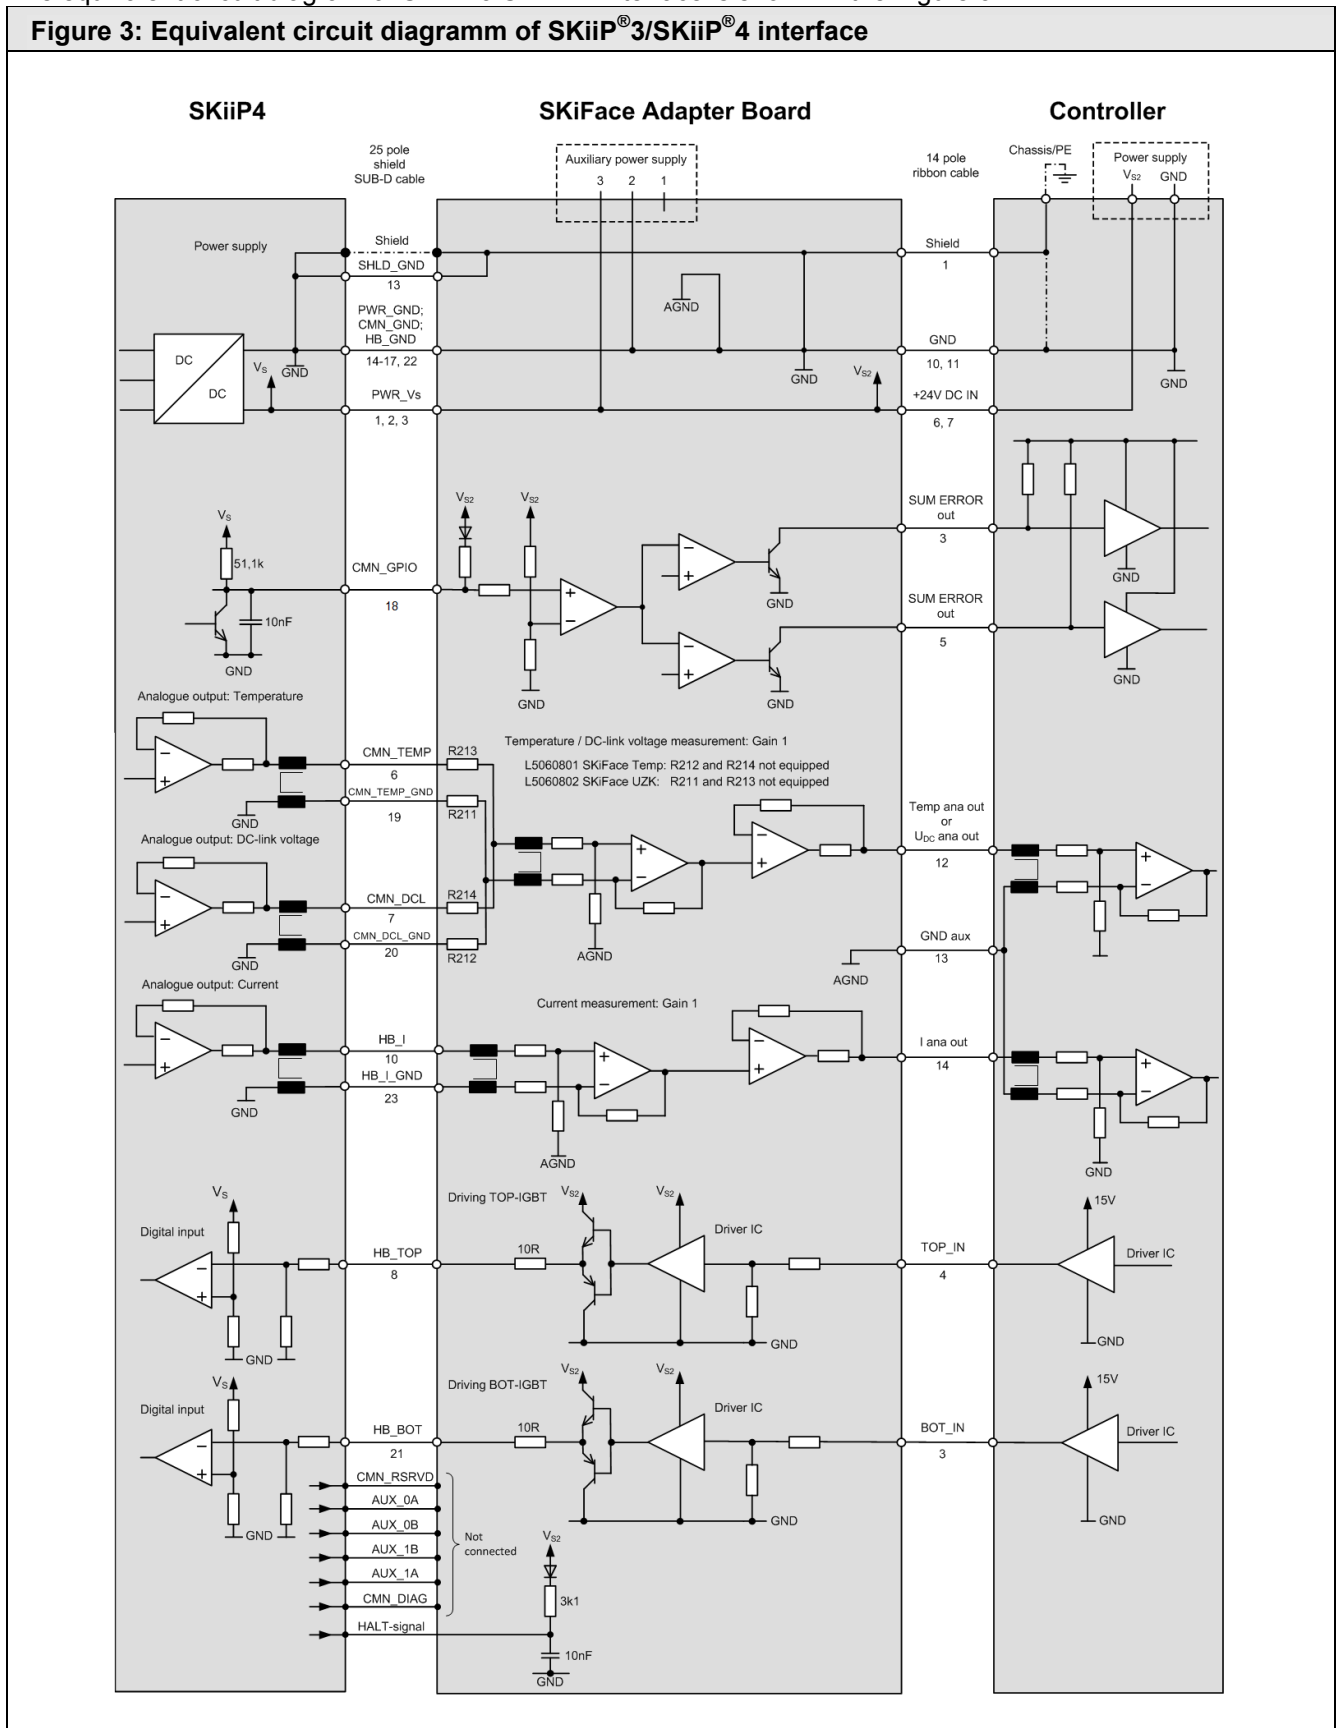 Figure 3: Equivalent circuit diagramm of SKiiP®3/SKiiP®4 interface
SKiiP4
SKiFace Adapter Board
Controller
25 pole
shield
SUB-D cable
Auxiliary power supply
3 2 1
14 pole
ribbon cable
Chassis/PE
Power supply
VS2 GND
Power supply
Shield
SHLD_GND
13
Shield
1
AGND
PWR_GND;
CMN_GND;
HB_GND
14-17, 22
GND
10, 11
DC
DC
VS
GND
GND
VS2
GND
PWR_Vs
1, 2, 3
+24V DC IN
6, 7
VS
51,1k
10nF
GND
CMN_GPIO
18
VS2
VS2
GND
GND
GND
SUM ERROR
out
3
SUM ERROR
out
5
GND
GND
Analogue output: Temperature
GND
CMN_TEMP
6
CMN_TEMP_GND
19
R213
R211
Temperature / DC-link voltage measurement: Gain 1
L5060801 SKiFace Temp: R212 and R214 not equipped
L5060802 SKiFace UZK: R211 and R213 not equipped
Temp ana out
or
UDC ana out
12
Analogue output: DC-link voltage
GND
CMN_DCL
7
CMN_DCL_GND
20
R214
R212
AGND
GND aux
13
AGND
Analogue output: Current
GND
HB_I
10
HB_I_GND
23
Current measurement: Gain 1
AGND
I ana out
14
GND
Digital input
VS
GND
HB_TOP
8
Driving TOP-IGBT
10R
VS2
VS2
Driver IC
GND
TOP_IN
4
15V
Driver IC
GND
Digital input
VS
GND
HB_BOT
21
Driving BOT-IGBT
10R
VS2
VS2
Driver IC
GND
BOT_IN
3
15V
Driver IC
GND
CMN_RSRVD
AUX_0A
AUX_0B
AUX_1B
AUX_1A
CMN_DIAG
HALT-signal
Not
connected
VS2
3k1
10nF
GND